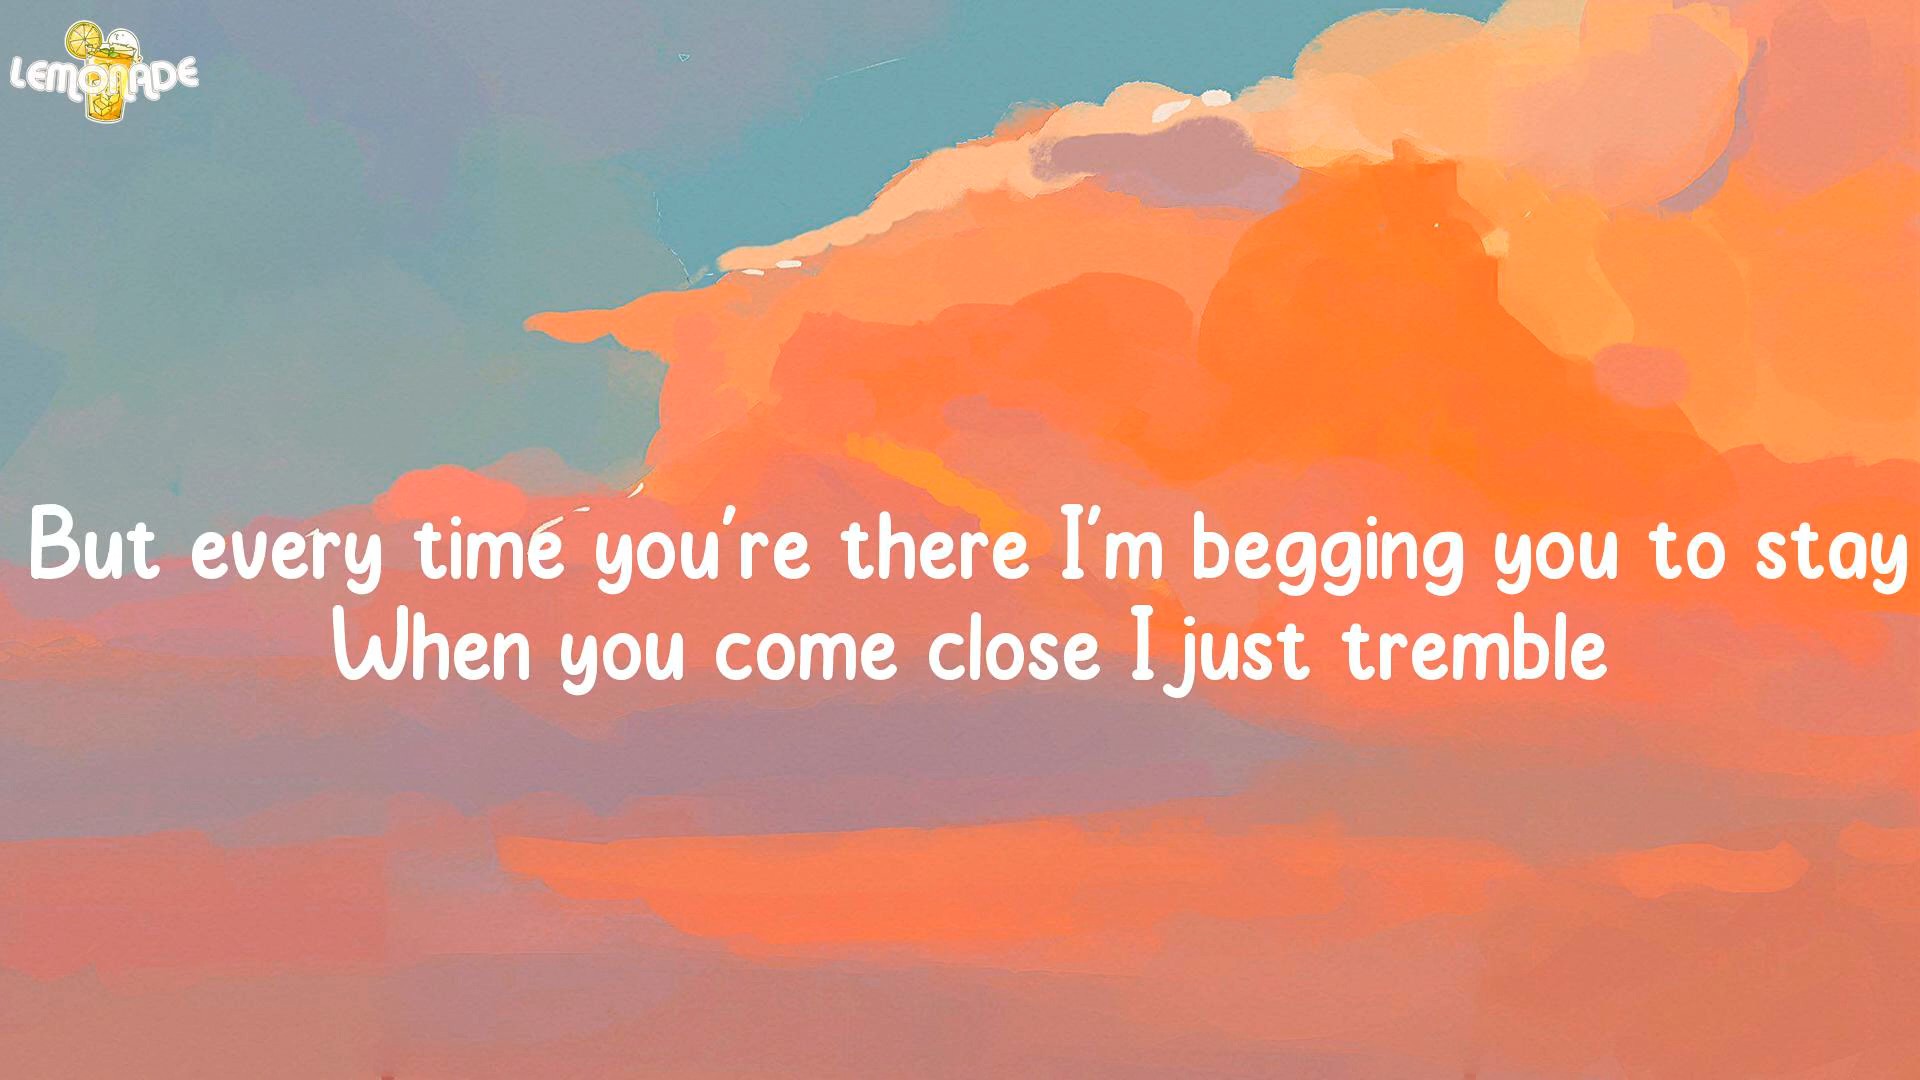 LEMONADE
But every time you're there I'm begging you to stay
When you come close I just tremble